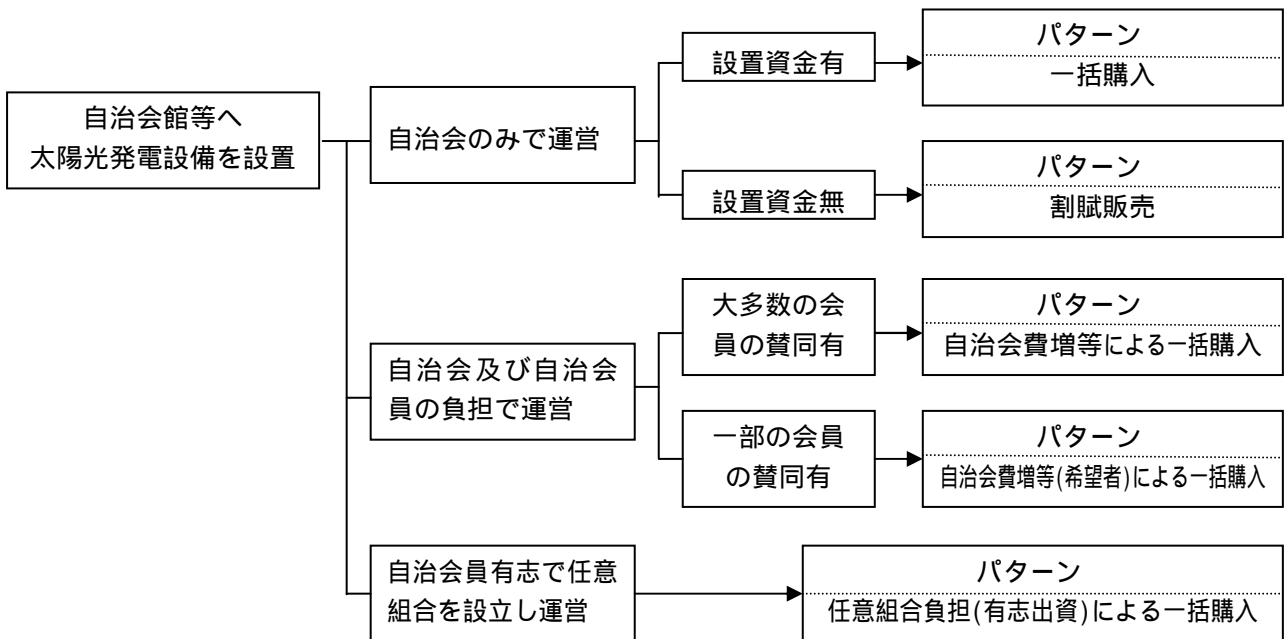 自治会館等へ
太陽光発電設備を設置
自治会のみで運営
設置資金有
パターン
一括購入
設置資金無
パターン
割賦販売
自治会及び自治会
員の負担で運営
大多数の会
員の賛同有
パターン
自治会費増等による一括購入
一部の会員
の賛同有
パターン
自治会費増等(希望者)による一括購入
自治会員有志で任意
組合を設立し運営
パターン
任意組合負担(有志出資)による一括購入